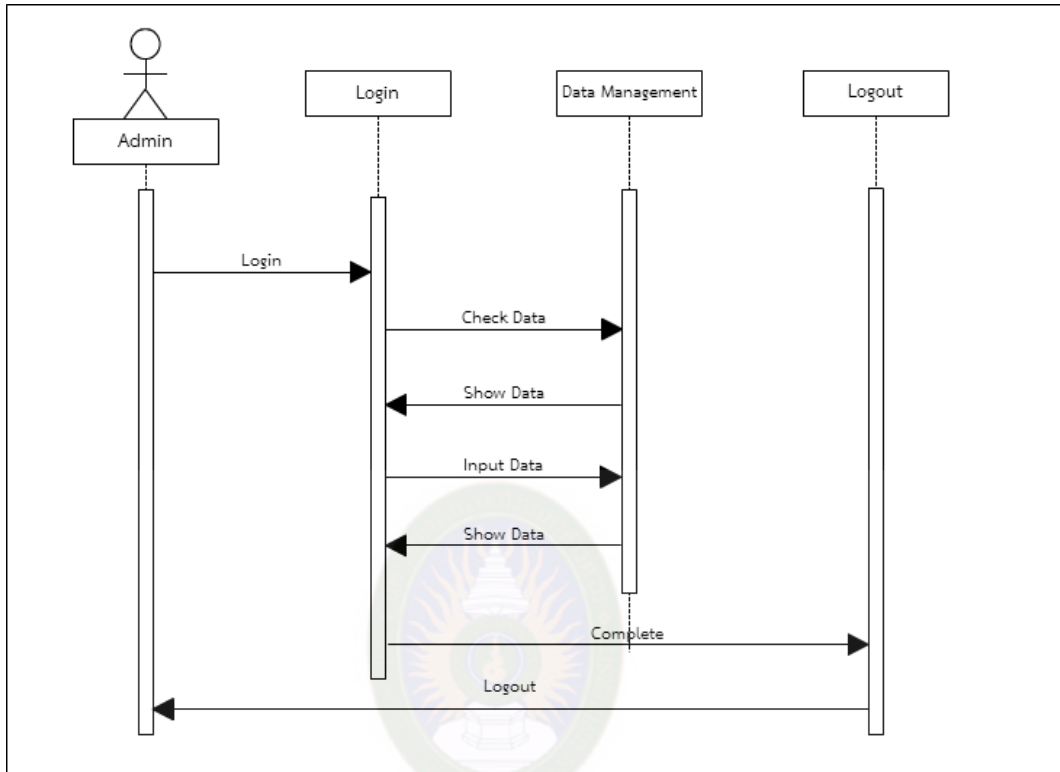 Login
Data Management
Logout
Admin
Login
Check Data
Show Data
Input Data
Show Data
Complete
Logout